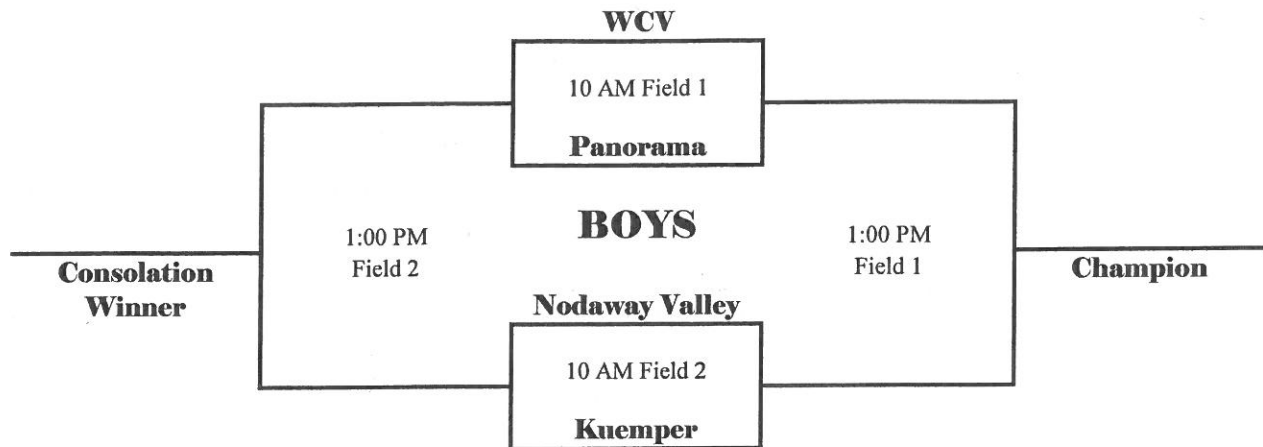 WCV
10 AM Field 1
Panorama
BOYS
1:00 PM
Field 2
1:00 PM
Field 1
Consolation
Winner
Champion
Nodaway Valley
10 AM Field 2
Kuemper